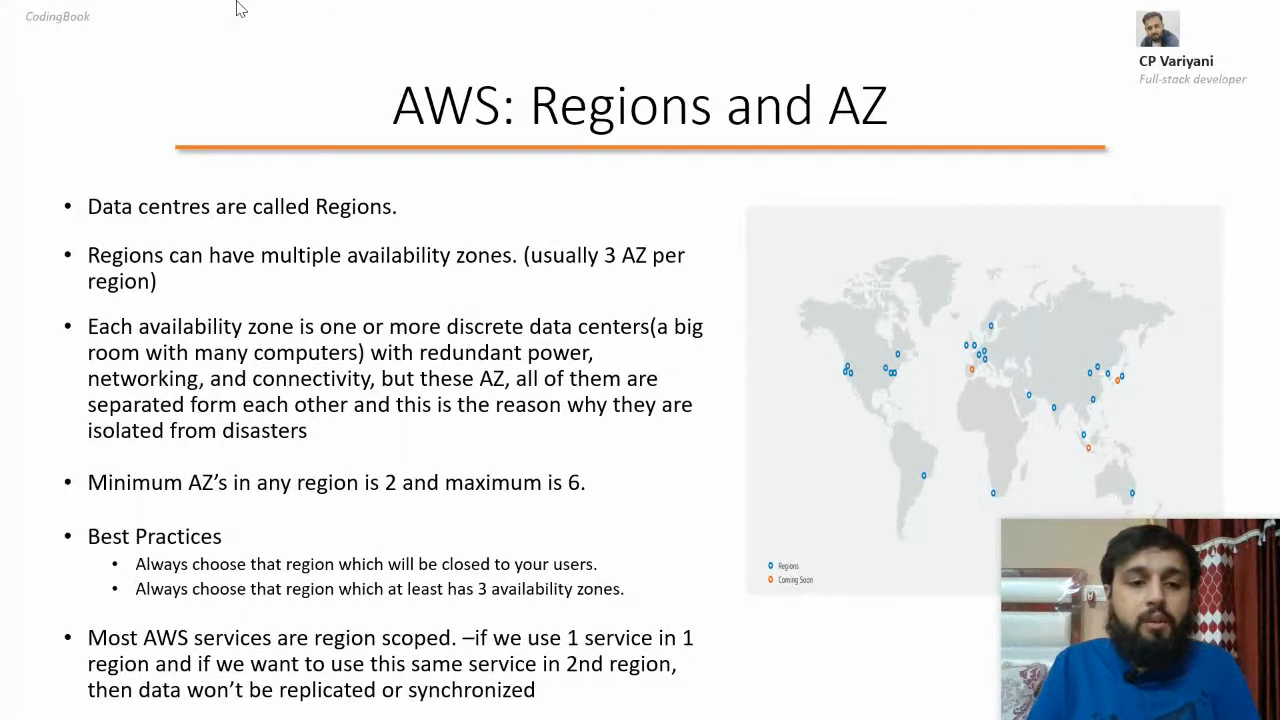 CodingBook
CP Variyani
Full-stack developer
AWS: Regions and AZ
• Data centres are called Regions.
• Regions can have multiple availability zones. (usually 3 AZ per
region)
• Each availability zone is one or more discrete data centers(a big
room with many computers) with redundant power,
networking, and connectivity, but these AZ, all of them are
separated form each other and this is the reason why they are
isolated from disasters
• Minimum AZ’s in any region is 2 and maximum is 6.
• Best Practices
• Always choose that region which will be closed to your users.
• Always choose that region which at least has 3 availability zones.
• Most AWS services are region scoped. –if we use 1 service in 1
region and if we want to use this same service in 2nd region,
then data won’t be replicated or synchronized
Regions
Coming Soon